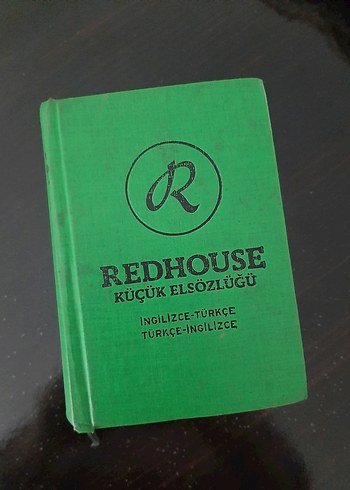 R
REDHOUSE
KÜÇÜK ELSÖZLÜĞÜ
İNGİLİZCE-TÜRKÇE
TÜRKÇE-İNGİLİZCE